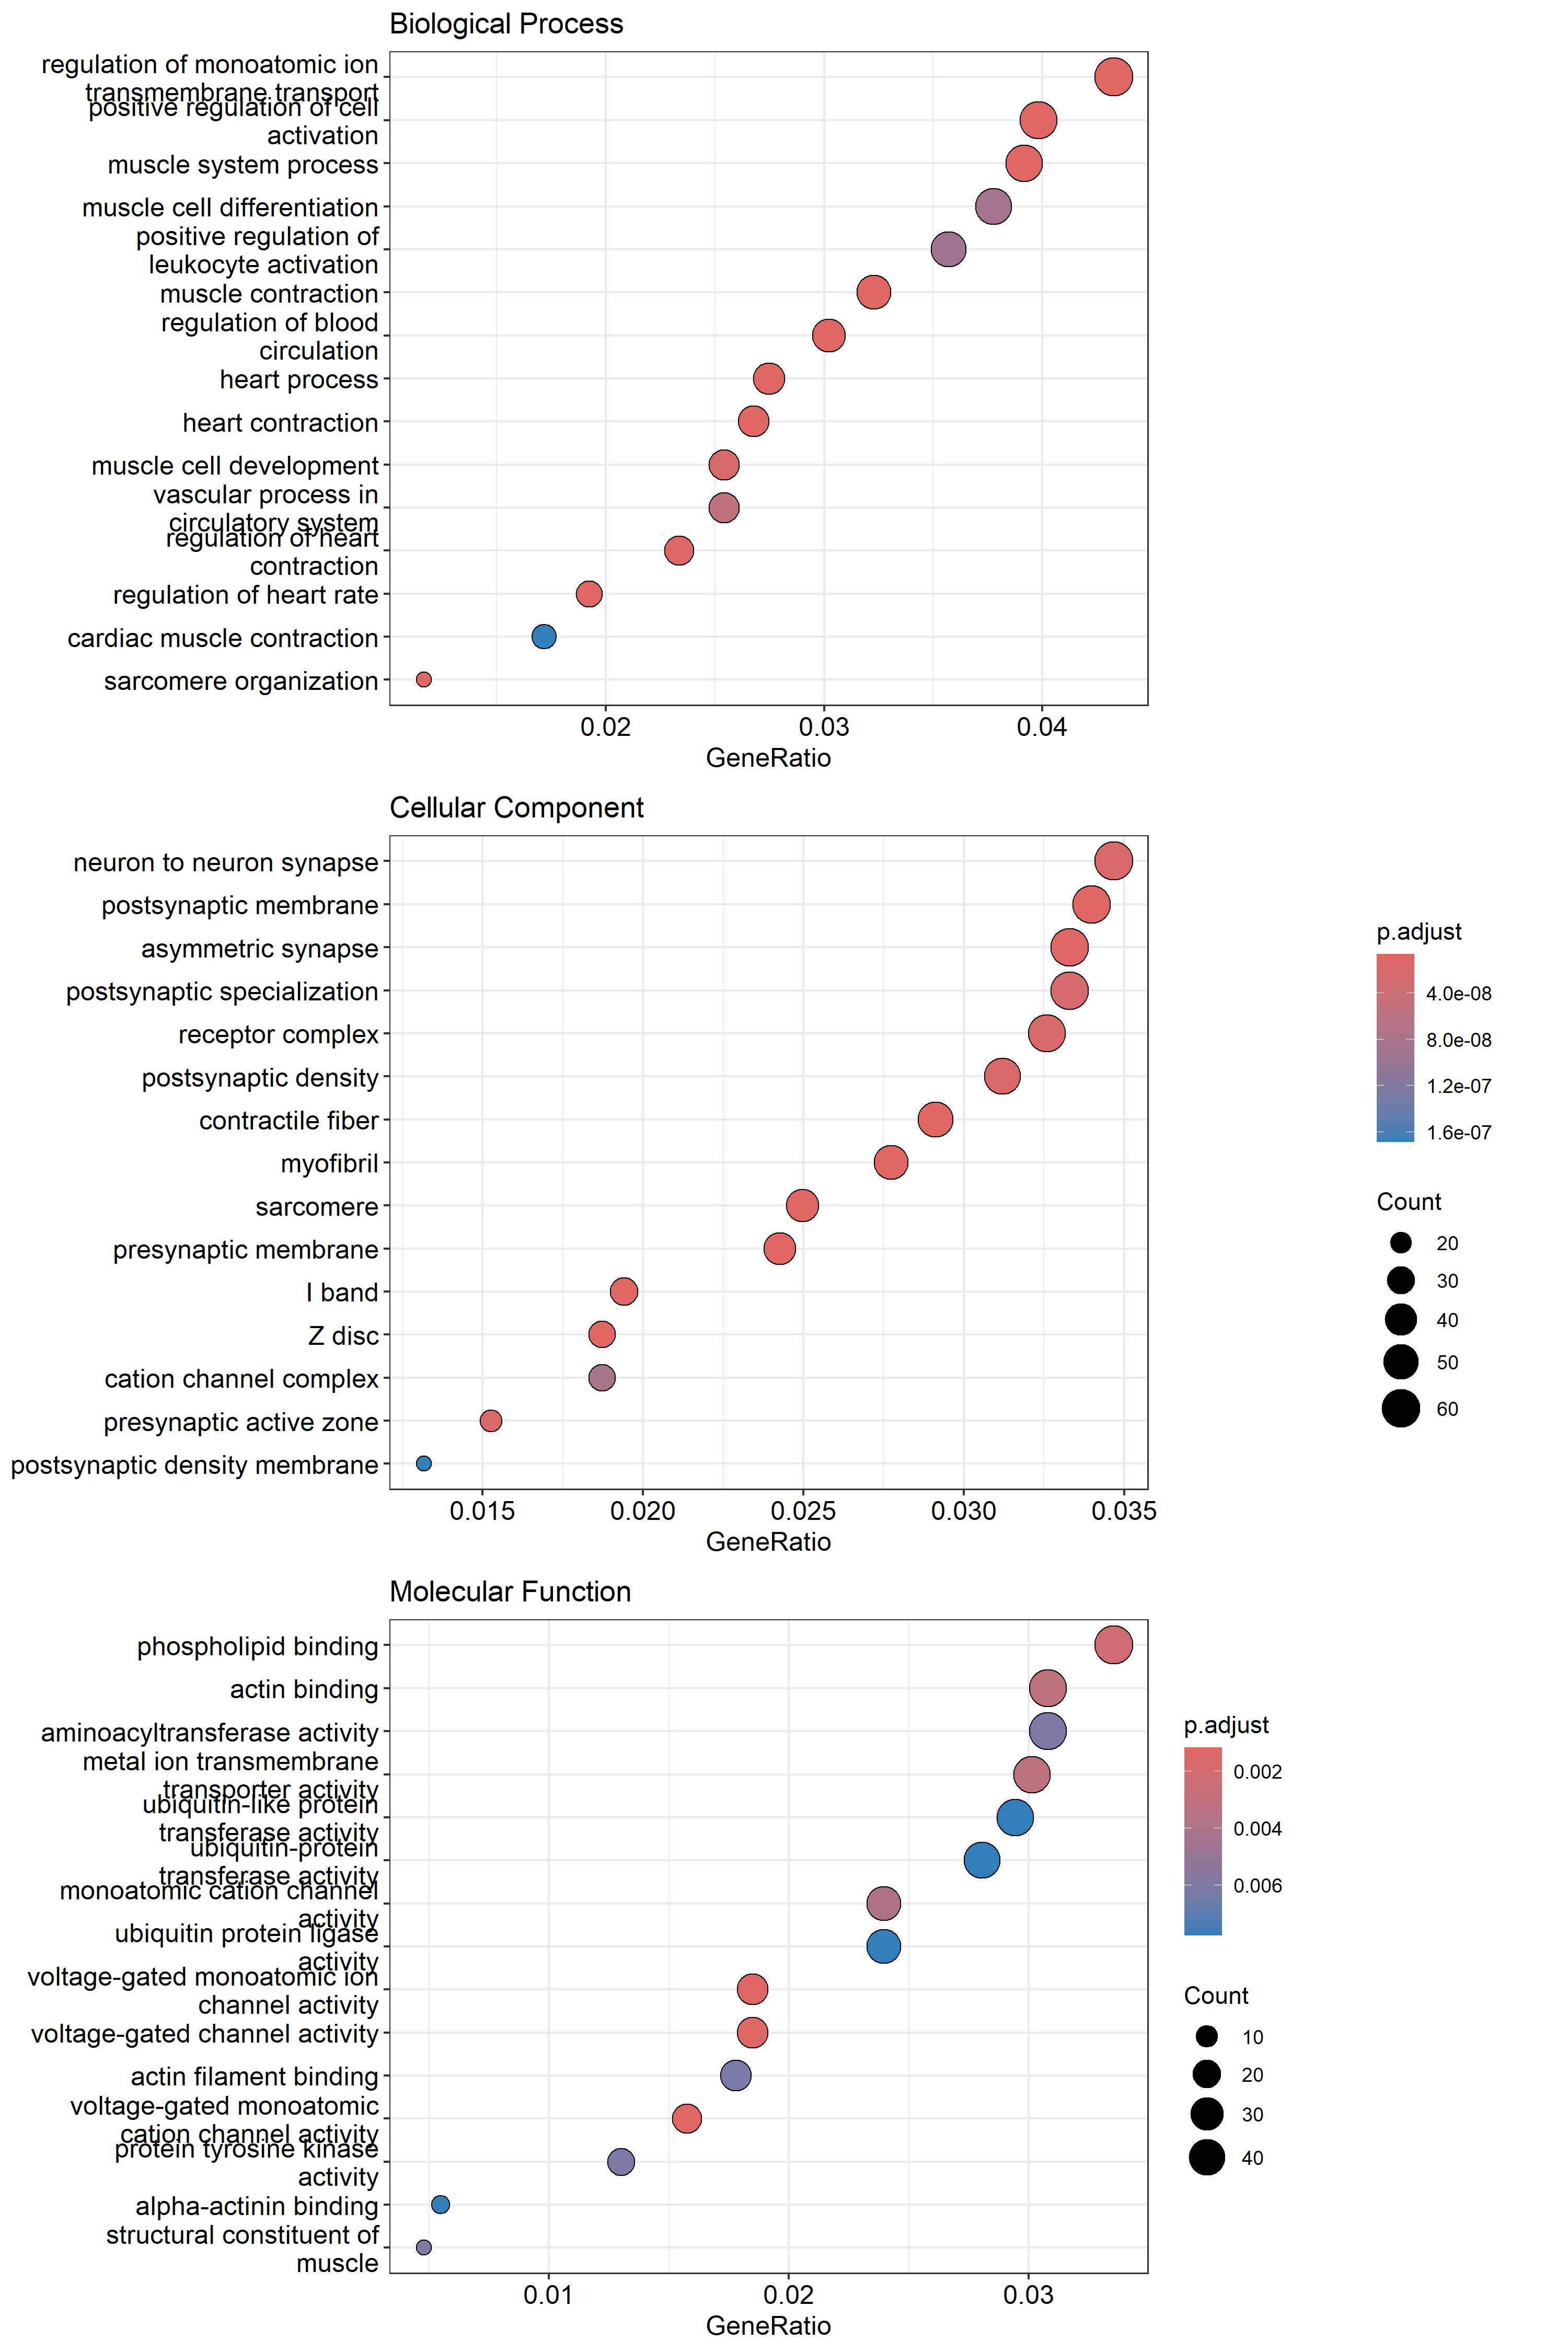 Biological Process
regulation of monoatomic ion
transmembrane transport
positive regulation of cell
activation
muscle system process
muscle cell differentiation
positive regulation of
leukocyte activation
muscle contraction
regulation of blood
circulation
heart process
heart contraction
muscle cell development
vascular process in
circulatory system
regulation of heart
contraction
regulation of heart rate
cardiac muscle contraction
sarcomere organization
0.02
0.03
0.04
GeneRatio
Cellular Component
neuron to neuron synapse
postsynaptic membrane
asymmetric synapse
postsynaptic specialization
receptor complex
postsynaptic density
contractile fiber
myofibril
sarcomere
presynaptic membrane
I band
Z disc
cation channel complex
presynaptic active zone
postsynaptic density membrane
0.015
0.020
0.025
0.030
0.035
GeneRatio
p.adjust
4.0e-08
8.0e-08
1.2e-07
1.6e-07
Count
20
30
40
50
60
Molecular Function
phospholipid binding
actin binding
aminoacyltransferase activity
metal ion transmembrane
transporter activity
ubiquitin-like protein
transferase activity
ubiquitin-protein
transferase activity
monoatomic cation channel
activity
ubiquitin protein ligase
activity
voltage-gated monoatomic ion
channel activity
voltage-gated channel activity
actin filament binding
voltage-gated monoatomic
cation channel activity
protein tyrosine kinase
activity
alpha-actinin binding
structural constituent of
muscle
0.01
0.02
0.03
GeneRatio
p.adjust
0.002
0.004
0.006
Count
10
20
30
40